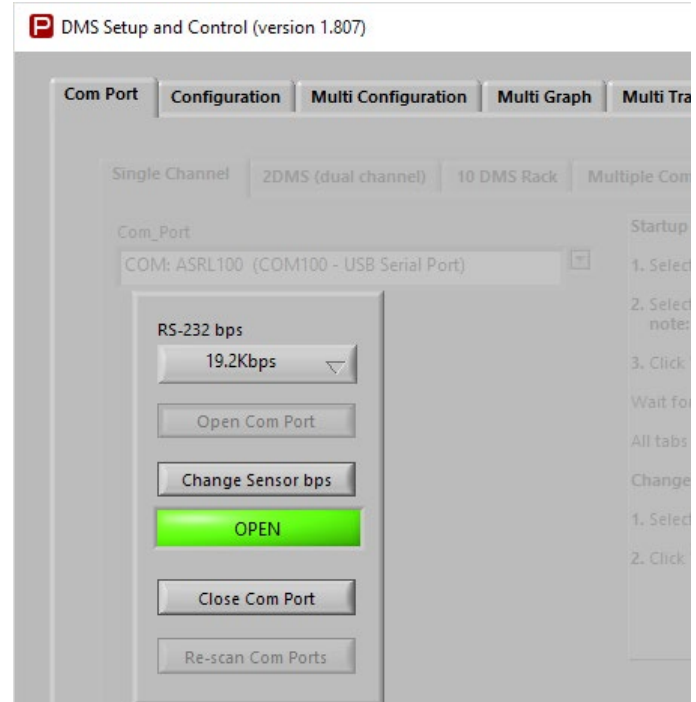 DMS Setup and Control (version 1.807)
Com Port Configuration Multi Configuration Multi Graph Multi Tra
Single Channel 2DMS (dual channel) 10 DMS Rack Multiple Com
Com_Port
COM: ASRL100 (COM100 - USB Serial Port)
RS-232 bps
19.2Kbps
Open Com Port
Change Sensor bps
OPEN
Close Com Port
Re-scan Com Ports
Startup
1. Select
2. Select
note:
3. Click
Wait for
All tabs
Change
1. Select
2. Click